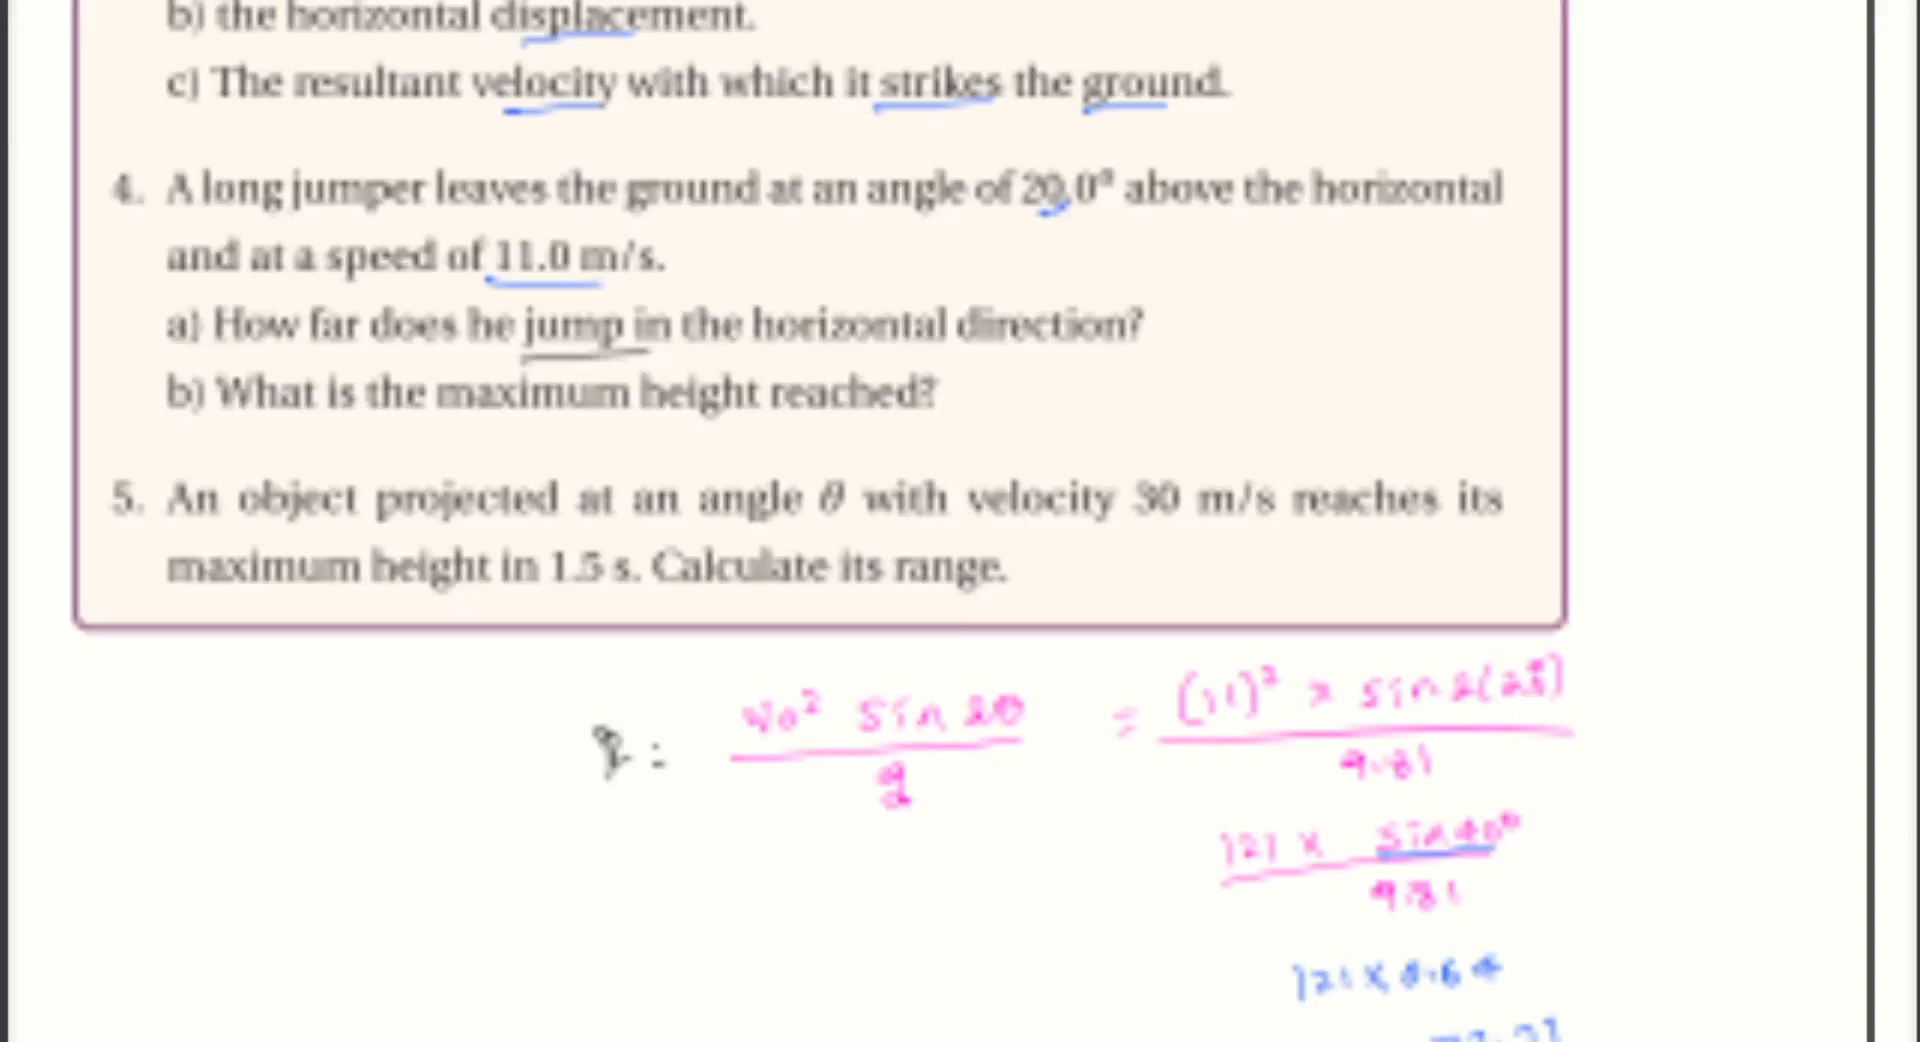 b) the horizontal displacement.
c) The resultant velocity with which it strikes the ground.
4. A long jumper leaves the ground at an angle of 20.0° above the horizontal
and at a speed of 11.0 m/s.
a) How far does he jump in the horizontal direction?
b) What is the maximum height reached?
5. An object projected at an angle θ with velocity 30 m/s reaches its
maximum height in 1.5 s. Calculate its range.
R = v₀² sin 2θ / g = (11)² × sin 2(20°) / 9.81
121 × sin 40° / 9.81
121 × 0.64